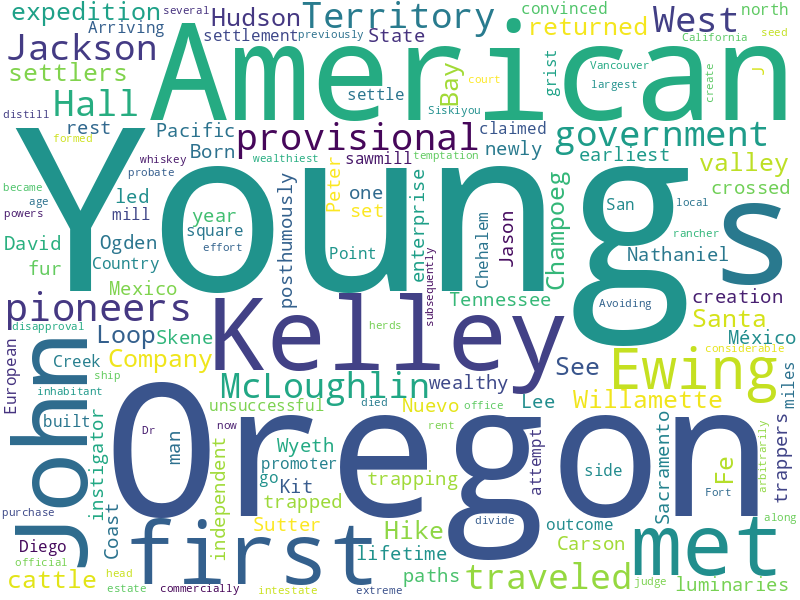 expedition
several
Arriving
Hudson
Territory
convinced
north
returned
West
settlement
previously
State
California
seed
Jackson
American
settlers
Hall
Bay
grist
Vancouver
largest
create
J
settle
Siskiyou
distill
rest
formed
Pacific
Born
provisional
claimed
newly
government
earliest
valley
crossed
whiskey
probate
wealthiest
sawmill
temptation
court
became
age
powers
led
mill
year
square
effort
Peter
one
set
enterprise
Champoeg
Jason
Chehalem
San
local
rancher
David
fur
Ogden
Country
Mexico
posthumously
Point
Young
s
Nathaniel
Avoiding
creation
Tennessee
subsequently
pioneers
disapproval
Loop
Skene
Kelley
herds
Santa
México
considerable
European
John
Creek
Company
ship
inhabitant
McLoughlin
wealthy
See
Ewing
miles
built
unsuccessful
Nuevo
office
Lee
Willamette
died
rent
Dr
now
man
instigator
Oregon
Wyeth
promoter
go
Kit
trapping
attempt
side
Sacramento
Fe
Fort
trappers
arbitrarily
purchase
Coast
independent
trapped
Sutter
Hike
divide
outcome
along
Diego
official
first
lifetime
Carson
met
cattle
head
estate
commercially
intestate
extreme
paths
traveled
judge
luminaries